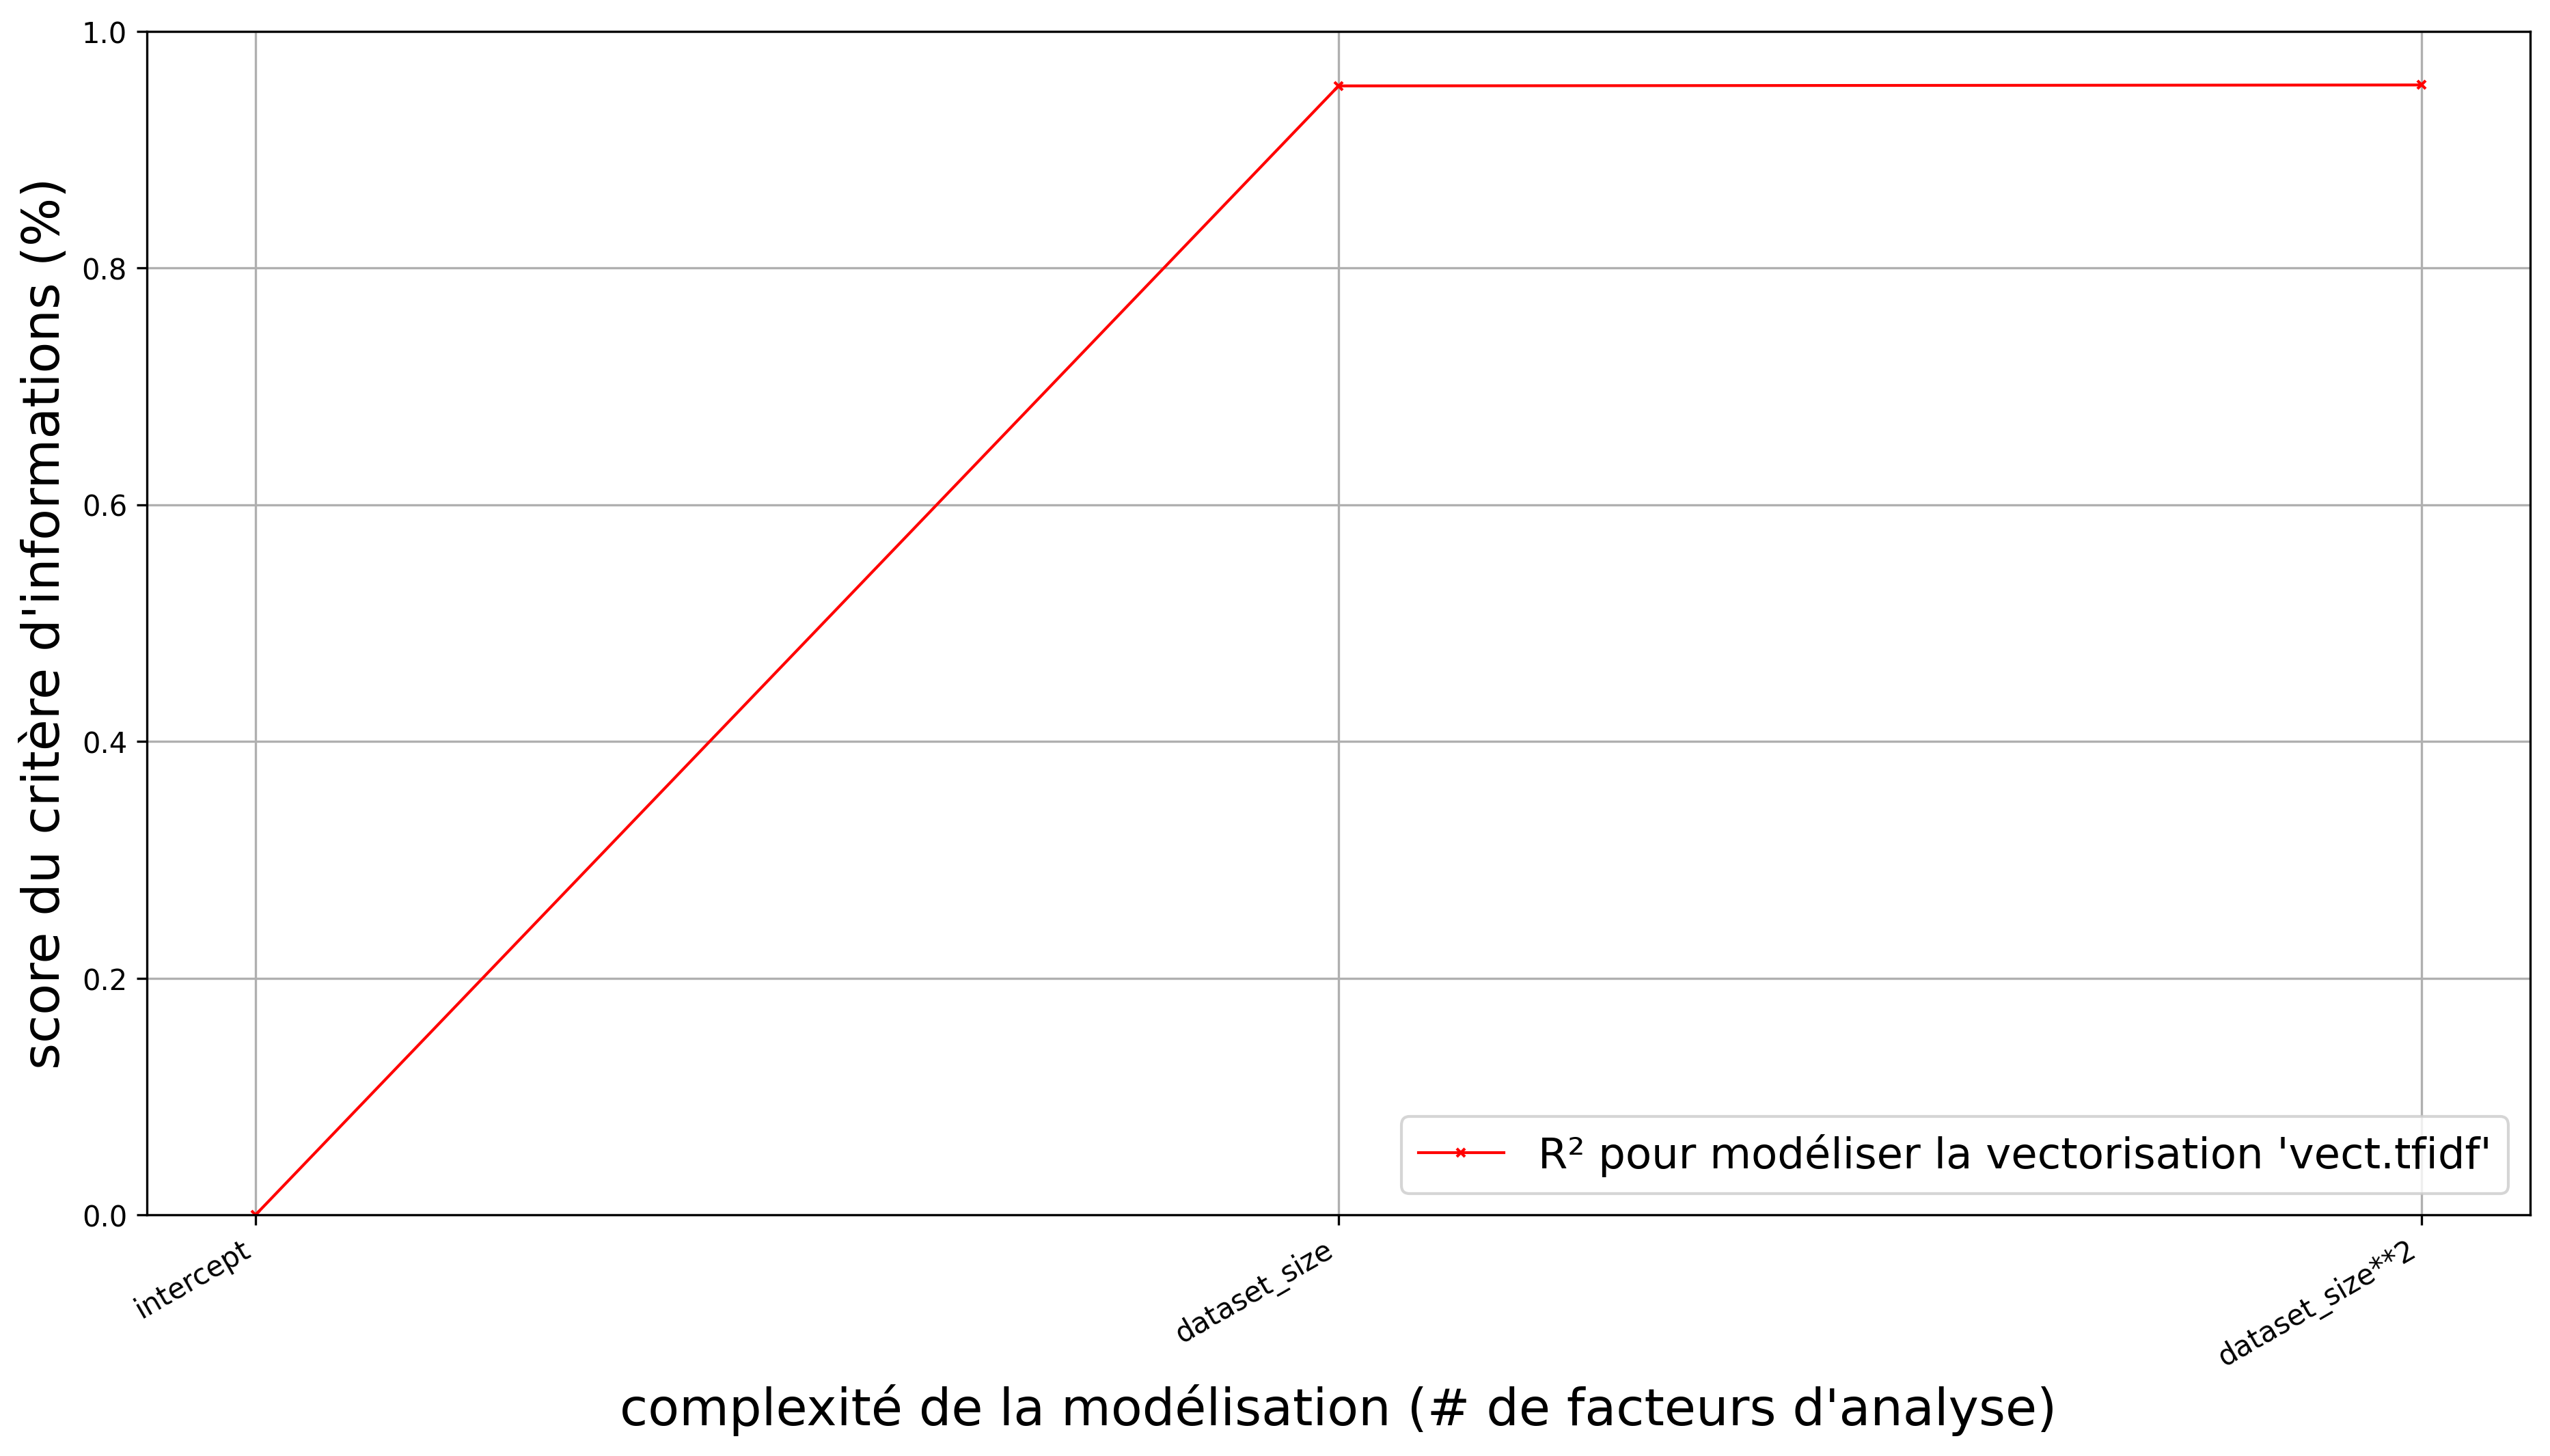 score du critère d'informations (%)
1.0
0.8
0.6
0.4
0.2
0.0
R² pour modéliser la vectorisation 'vect.tfidf'
intercept
dataset_size
dataset_size**2
complexité de la modélisation (# de facteurs d'analyse)